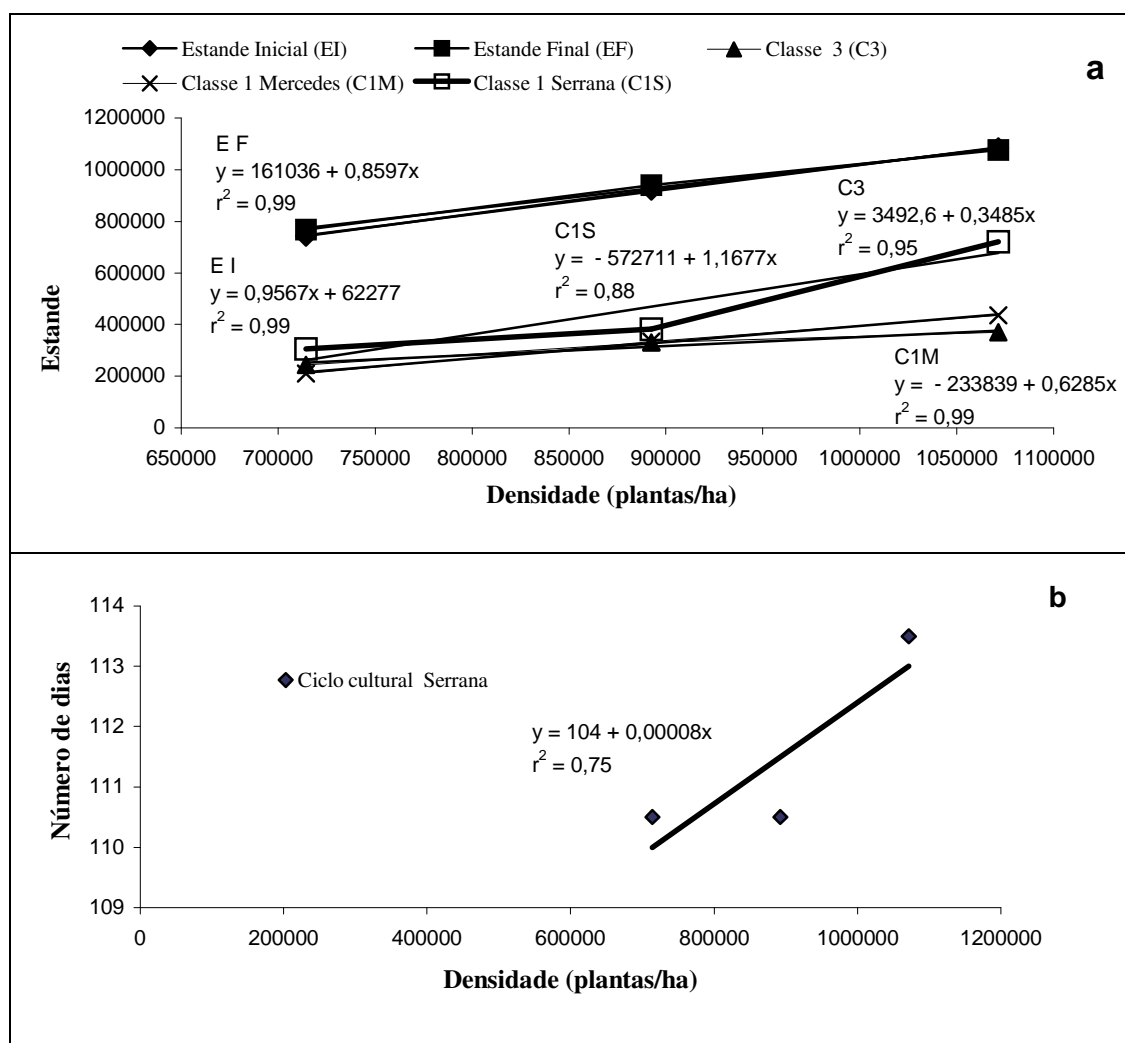 Estande Inicial (EI) Estande Final (EF) Classe 3 (C3)
Classe 1 Mercedes (C1M) Classe 1 Serrana (C1S)
a
Estande
1200000
1000000
800000
600000
400000
200000
0
E F
y = 161036 + 0,8597x
r² = 0,99
E I
y = 0,9567x + 62277
r² = 0,99
C1S
y = - 572711 + 1,1677x
r² = 0,88
C3
y = 3492,6 + 0,3485x
r² = 0,95
C1M
y = - 233839 + 0,6285x
r² = 0,99
650000 700000 750000 800000 850000 900000 950000 1000000 1050000 1100000
Densidade (plantas/ha)
b
Número de dias
114
113
112
111
110
109
Ciclo cultural Serrana
y = 104 + 0,00008x
r² = 0,75
0 200000 400000 600000 800000 1000000 1200000
Densidade (plantas/ha)